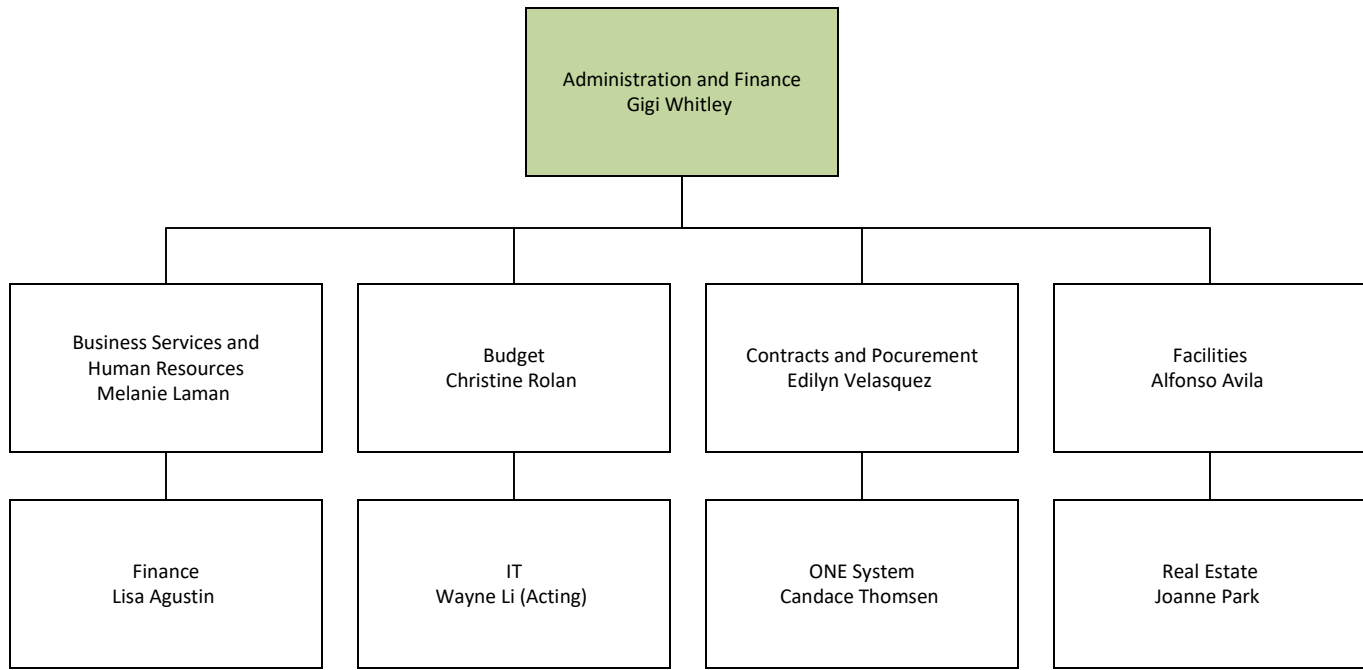 Administration and Finance
Gigi Whitley
Business Services and
Human Resources
Melanie Laman
Budget
Christine Rolan
Contracts and Pocurement
Edilyn Velasquez
Facilities
Alfonso Avila
Finance
Lisa Agustin
IT
Wayne Li (Acting)
ONE System
Candace Thomsen
Real Estate
Joanne Park